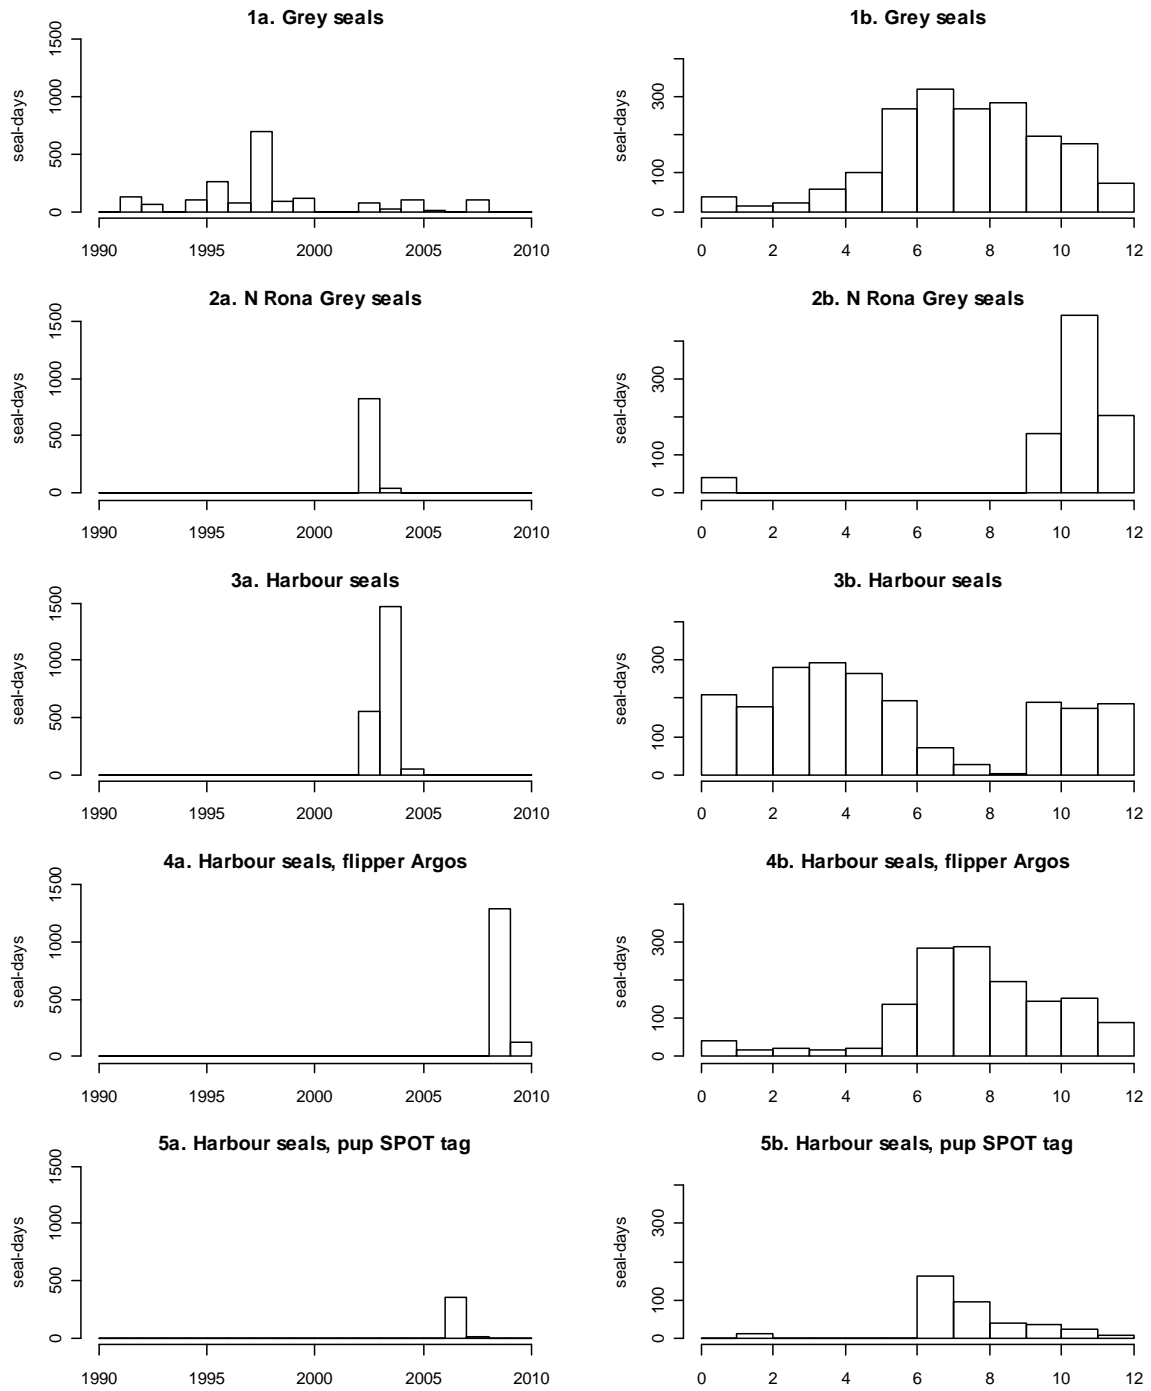 1a. Grey seals
seal-days
0 500 1000 1500
1990 1995 2000 2005 2010
1b. Grey seals
seal-days
0 100 300
0 2 4 6 8 10 12
2a. N Rona Grey seals
seal-days
0 500 1000 1500
1990 1995 2000 2005 2010
2b. N Rona Grey seals
seal-days
0 100 300
0 2 4 6 8 10 12
3a. Harbour seals
seal-days
0 500 1000 1500
1990 1995 2000 2005 2010
3b. Harbour seals
seal-days
0 100 300
0 2 4 6 8 10 12
4a. Harbour seals, flipper Argos
seal-days
0 500 1000 1500
1990 1995 2000 2005 2010
4b. Harbour seals, flipper Argos
seal-days
0 100 300
0 2 4 6 8 10 12
5a. Harbour seals, pup SPOT tag
seal-days
0 500 1000 1500
1990 1995 2000 2005 2010
5b. Harbour seals, pup SPOT tag
seal-days
0 100 300
0 2 4 6 8 10 12